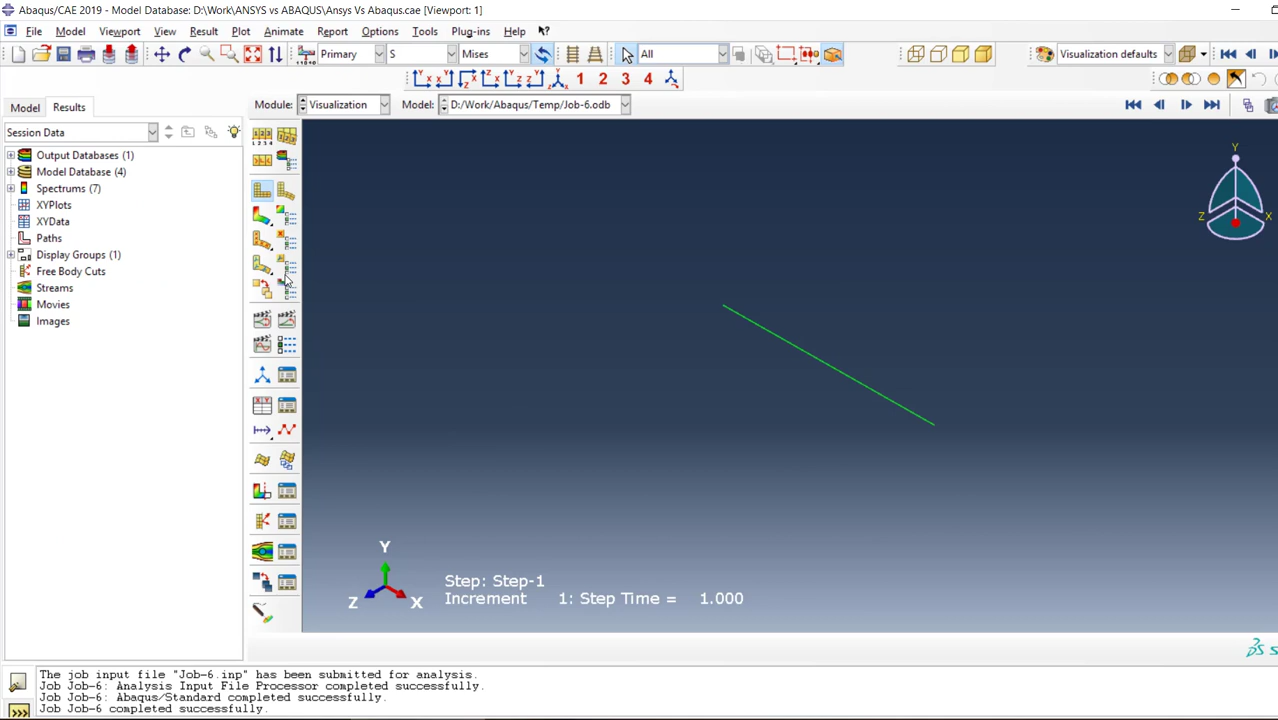 Abaqus/CAE 2019 - Model Database: D:\Work\ANSYS vs ABAQUS\Ansys Vs Abaqus.cae [Viewport: 1]
File Model Viewport View Result Plot Animate Report Options Tools Plug-ins Help
Primary S Mises All Visualization defaults
1 2 3 4
Model Results Module: Visualization Model: D:/Work/Abaqus/Temp/Job-6.odb
Session Data
Output Databases (1)
Model Database (4)
Spectrums (7)
XYPlots
XYData
Paths
Display Groups (1)
Free Body Cuts
Streams
Movies
Images
Y
Z X
Y
Z X
Step: Step-1
Increment 1: Step Time = 1.000
The job input file "Job-6.inp" has been submitted for analysis.
Job Job-6: Analysis Input File Processor completed successfully.
Job Job-6: Abaqus/Standard completed successfully.
Job Job-6 completed successfully.